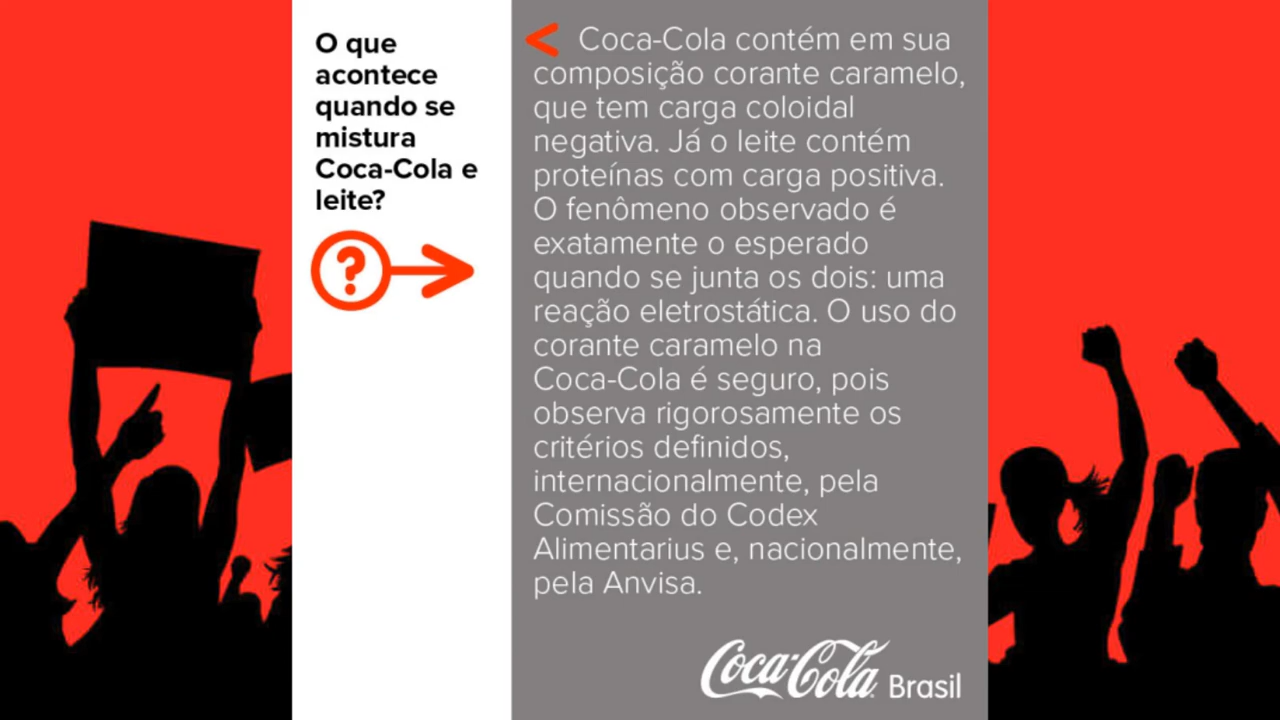 O que
acontece
quando se
mistura
Coca-Cola e
leite?
?
< Coca-Cola contém em sua
composição corante caramelo,
que tem carga coloidal
negativa. Já o leite contém
proteínas com carga positiva.
O fenômeno observado é
exatamente o esperado
quando se junta os dois: uma
reação eletrostática. O uso do
corante caramelo na
Coca-Cola é seguro, pois
observa rigorosamente os
critérios definidos,
internacionalmente, pela
Comissão do Codex
Alimentarius e, nacionalmente,
pela Anvisa.
Coca-Cola Brasil